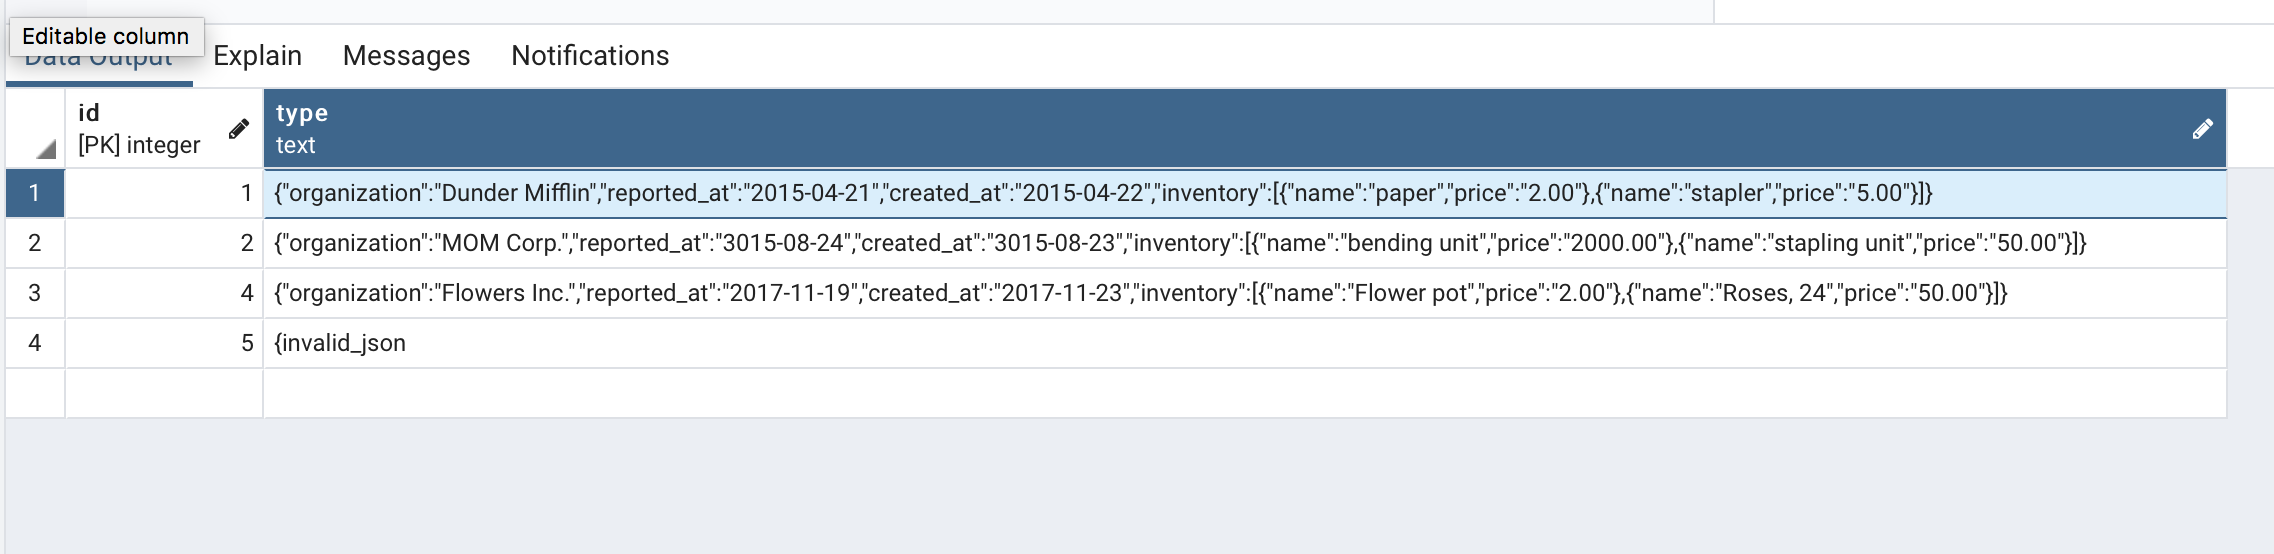 Editable column
Data Output Explain Messages Notifications
id type
[PK] integer text
1 1 {"organization":"Dunder Mifflin","reported_at":"2015-04-21","created_at":"2015-04-22","inventory":[{"name":"paper","price":"2.00"},{"name":"stapler","price":"5.00"}]}
2 2 {"organization":"MOM Corp.","reported_at":"3015-08-24","created_at":"3015-08-23","inventory":[{"name":"bending unit","price":"2000.00"},{"name":"stapling unit","price":"50.00"}]}
3 4 {"organization":"Flowers Inc.","reported_at":"2017-11-19","created_at":"2017-11-23","inventory":[{"name":"Flower pot","price":"2.00"},{"name":"Roses, 24","price":"50.00"}]}
4 5 {invalid_json